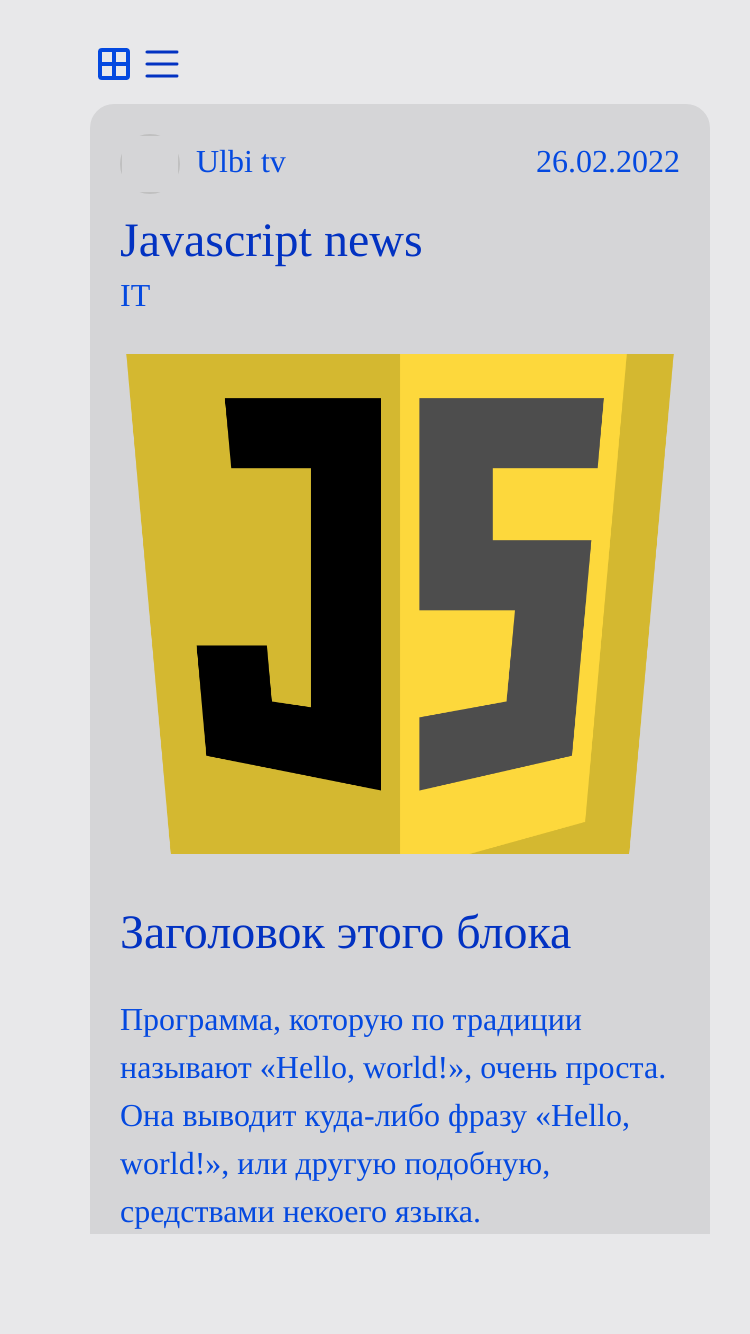 Ulbi tv 26.02.2022
Javascript news
IT
JS
Заголовок этого блока
Программа, которую по традиции
называют «Hello, world!», очень проста.
Она выводит куда-либо фразу «Hello,
world!», или другую подобную,
средствами некоего языка.